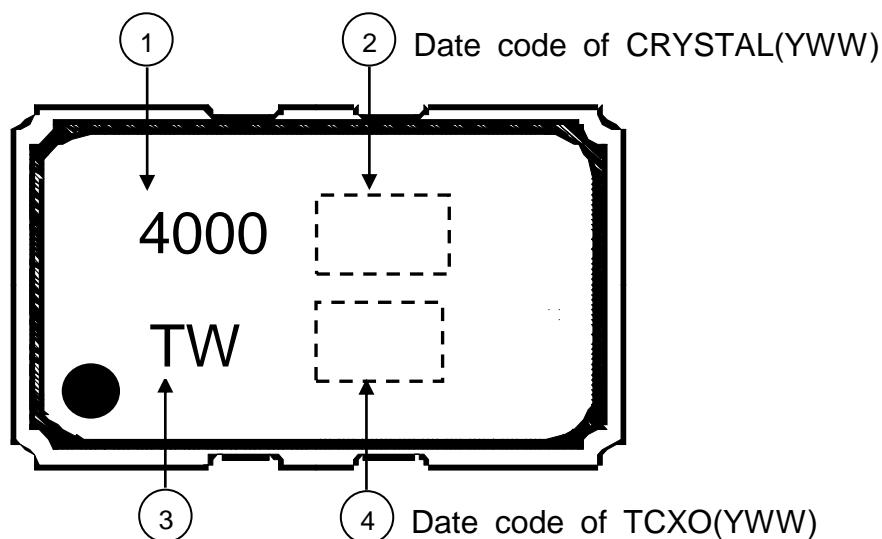 1
2 Date code of CRYSTAL(YWW)
4000
TW
3
4 Date code of TCXO(YWW)